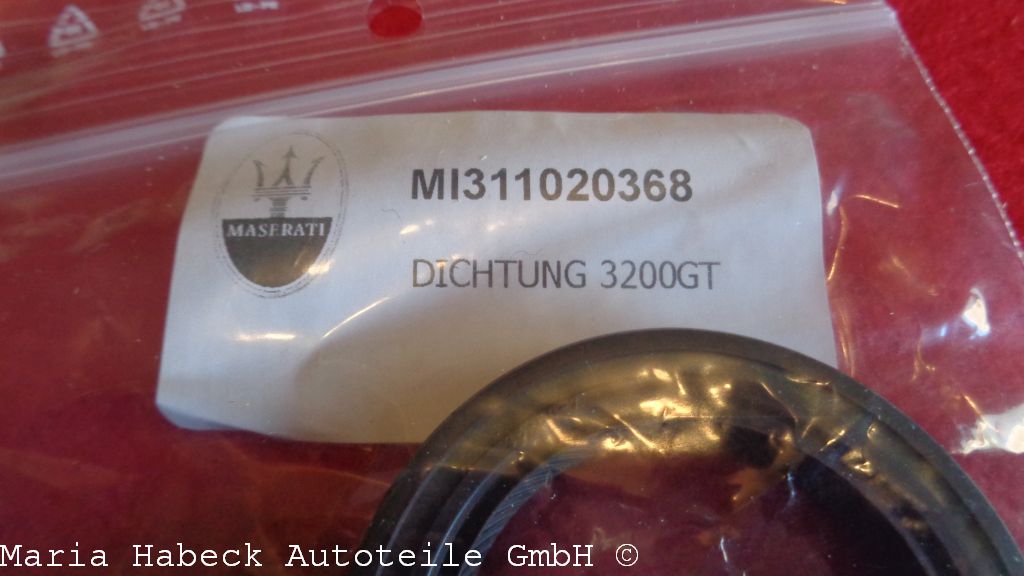 MI311020368
MASERATI
DICHTUNG 3200GT
Maria Habeck Autoteile GmbH ©